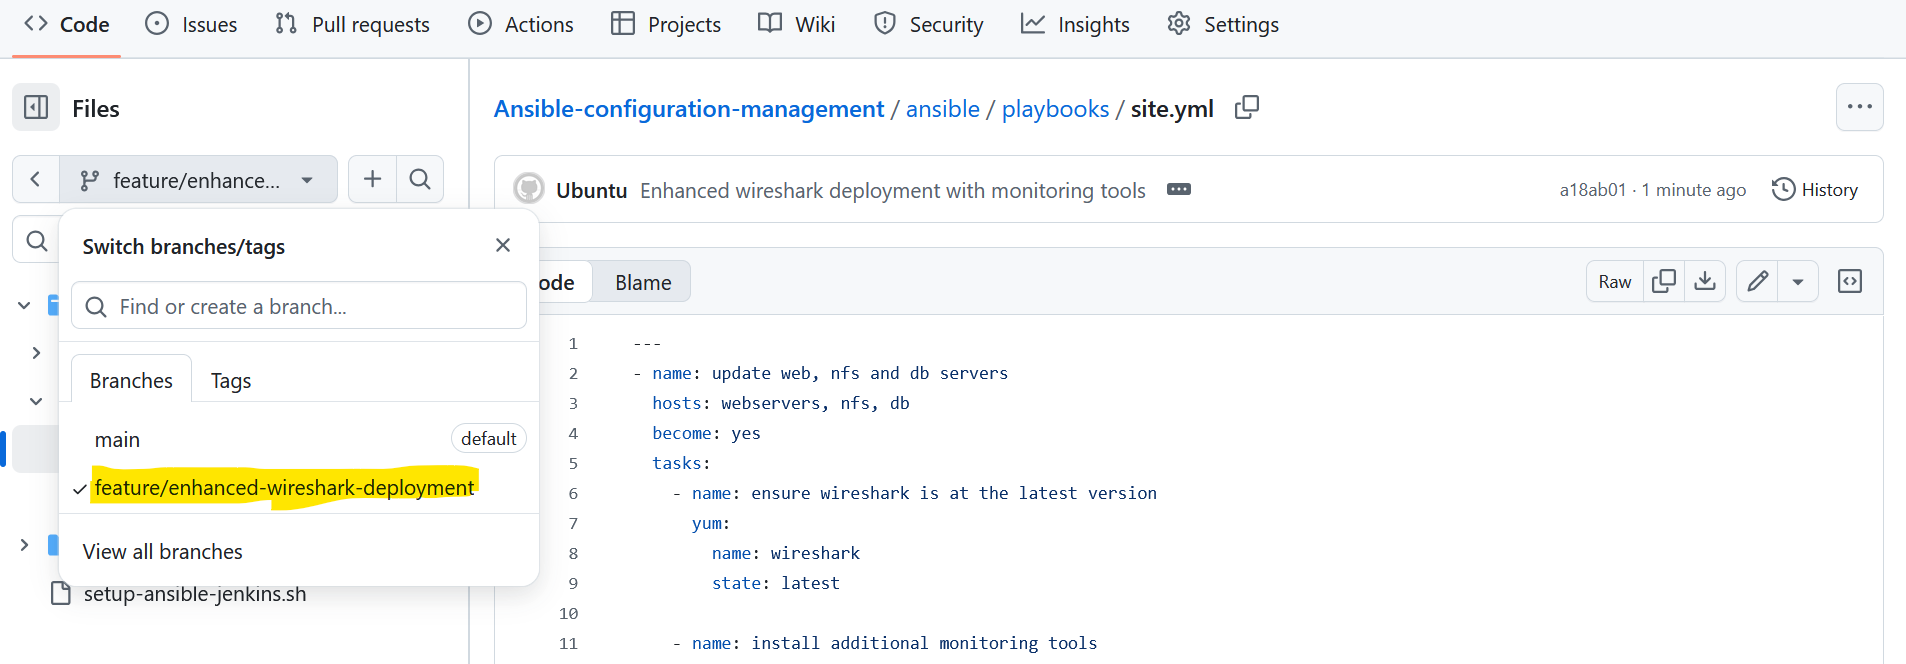 Code Issues Pull requests Actions Projects Wiki Security Insights Settings
Files
feature/enhance...
Switch branches/tags
Find or create a branch...
Branches Tags
main default
feature/enhanced-wireshark-deployment
View all branches
setup-ansible-jenkins.sh
Ansible-configuration-management / ansible / playbooks / site.yml
Ubuntu Enhanced wireshark deployment with monitoring tools a18ab01 · 1 minute ago History
ode Blame Raw
1 ---
2 - name: update web, nfs and db servers
3 hosts: webservers, nfs, db
4 become: yes
5 tasks:
6 - name: ensure wireshark is at the latest version
7 yum:
8 name: wireshark
9 state: latest
10
11 - name: install additional monitoring tools